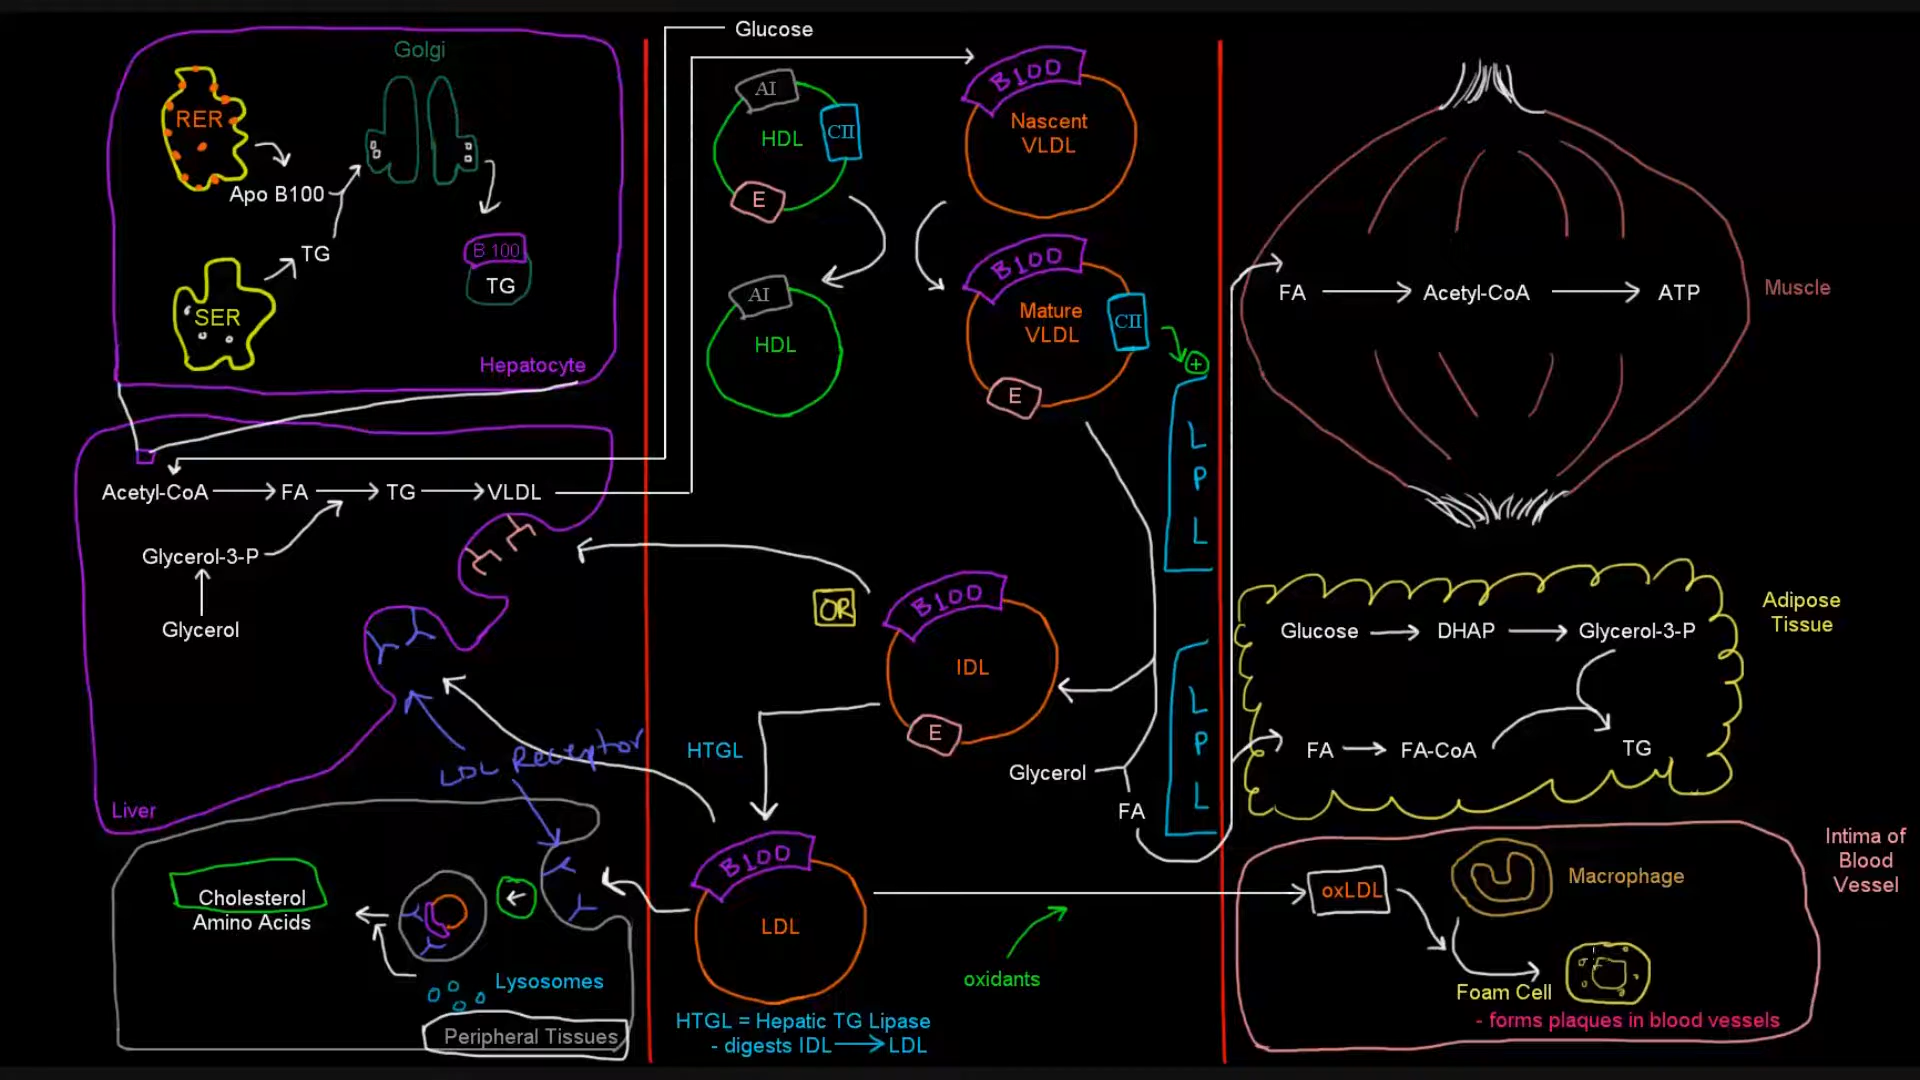 Golgi
RER
Apo B100
TG
SER
B 100
TG
Hepatocyte
Acetyl-CoA
FA
TG
VLDL
Glycerol-3-P
Glycerol
Liver
LDL Receptor
Cholesterol
Amino Acids
Lysosomes
Peripheral Tissues
Glucose
AI
HDL
CII
E
B100
Nascent
VLDL
AI
HDL
B100
Mature
VLDL
CII
E
+
LPL
OR
B100
IDL
E
HTGL
Glycerol
FA
LPL
B100
LDL
oxidants
HTGL = Hepatic TG Lipase
- digests IDL LDL
FA
Acetyl-CoA
ATP
Muscle
Adipose
Tissue
Glucose
DHAP
Glycerol-3-P
FA
FA-CoA
TG
Intima of
Blood
Vessel
oxLDL
Macrophage
Foam Cell
- forms plaques in blood vessels